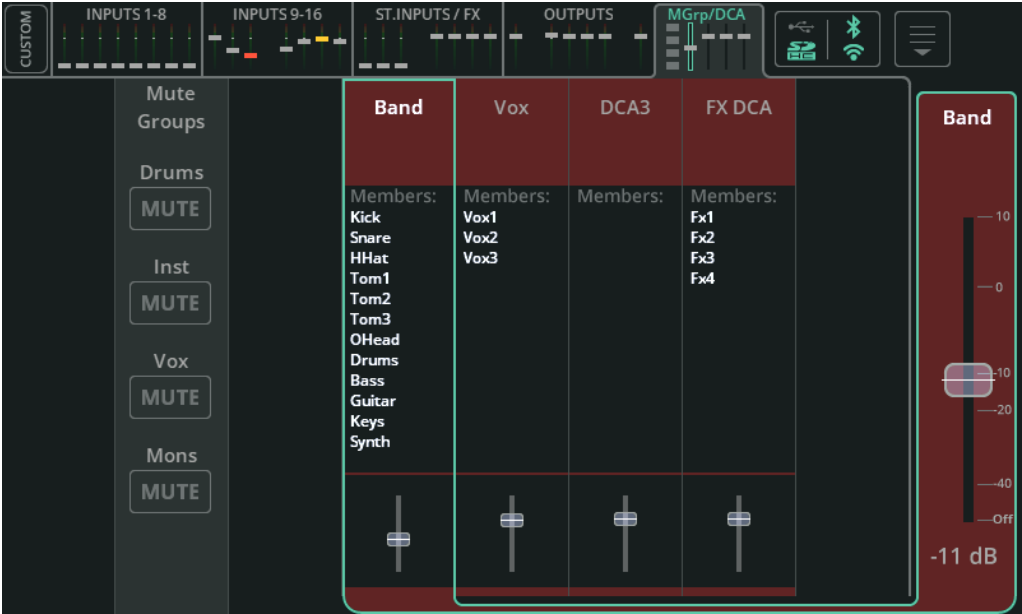 CUSTOM
INPUTS 1-8
INPUTS 9-16
ST.INPUTS / FX
OUTPUTS
MGrp/DCA
SD
HC
Mute
Groups
Drums
MUTE
Inst
MUTE
Vox
MUTE
Mons
MUTE
Band
Members:
Kick
Snare
HHat
Tom1
Tom2
Tom3
OHead
Drums
Bass
Guitar
Keys
Synth
Vox
Members:
Vox1
Vox2
Vox3
DCA3
Members:
FX DCA
Members:
Fx1
Fx2
Fx3
Fx4
Band
10
0
-10
-20
-40
Off
-11 dB